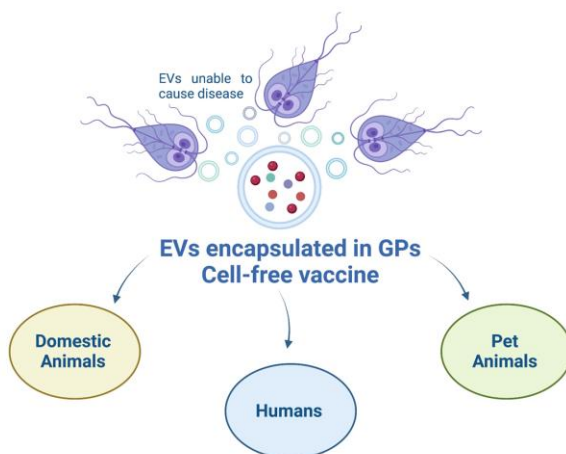 EVs unable to
cause disease
EVs encapsulated in GPs
Cell-free vaccine
Domestic
Animals
Humans
Pet
Animals